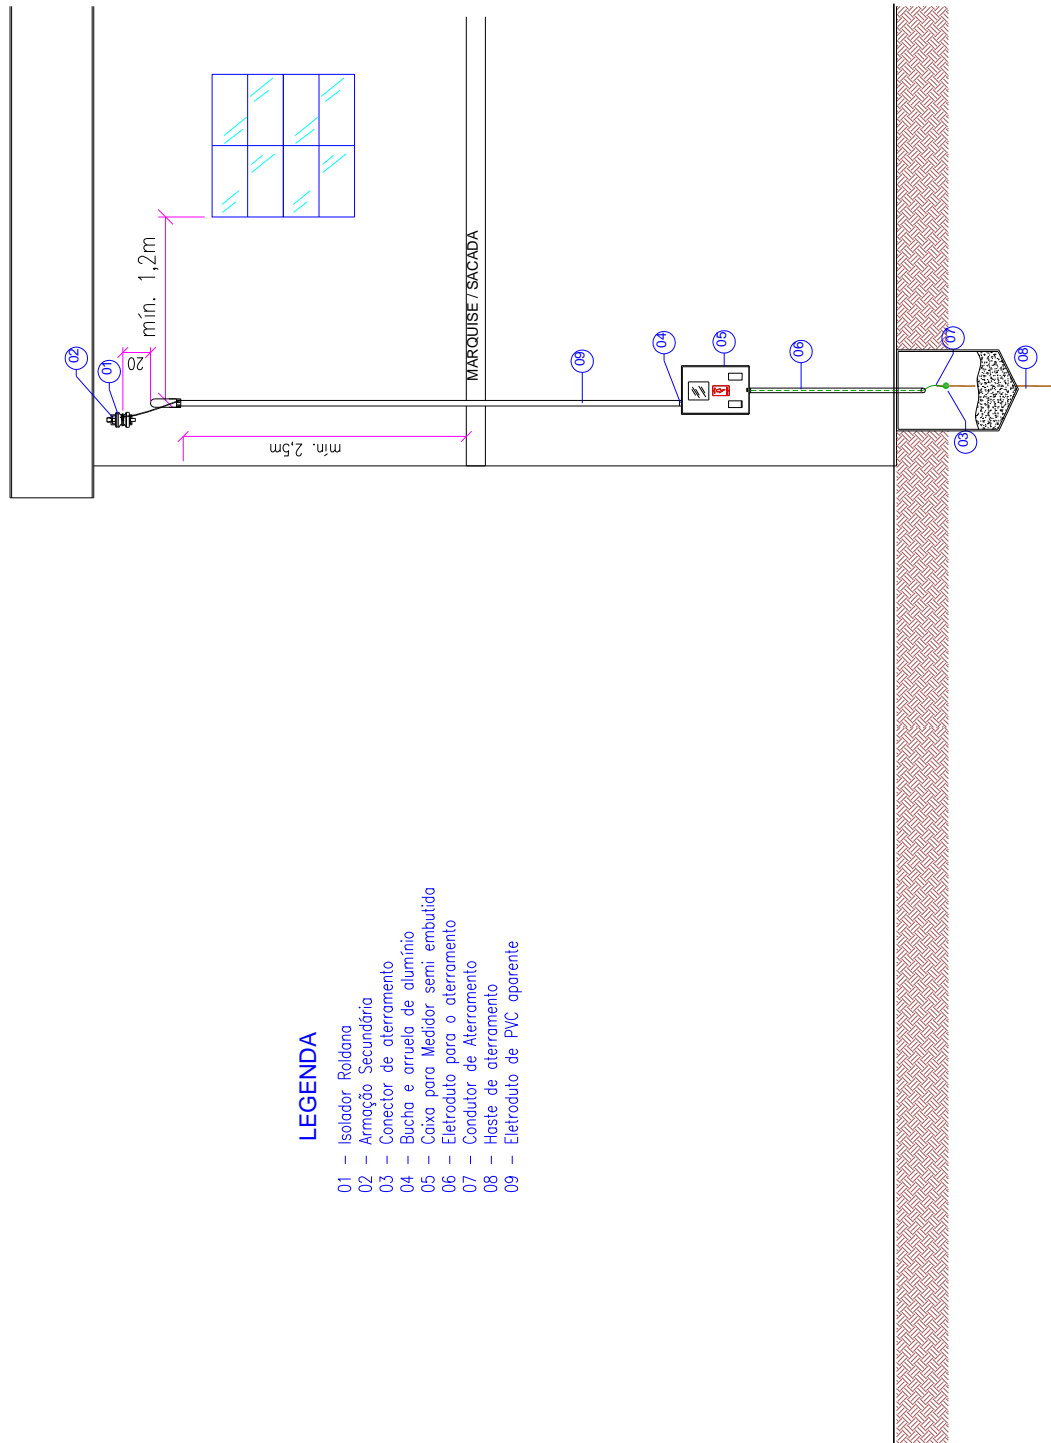 02
01
20
mín. 1,2m
mín. 2,5m
MARQUISE / SACADA
09
04
05
06
07
03
08
LEGENDA
01 - Isolador Roldana
02 - Armação Secundária
03 - Conector de aterramento
04 - Bucha e arruela de alumínio
05 - Caixa para Medidor semi embutida
06 - Eletroduto para o aterramento
07 - Condutor de Aterramento
08 - Haste de aterramento
09 - Eletroduto de PVC aparente